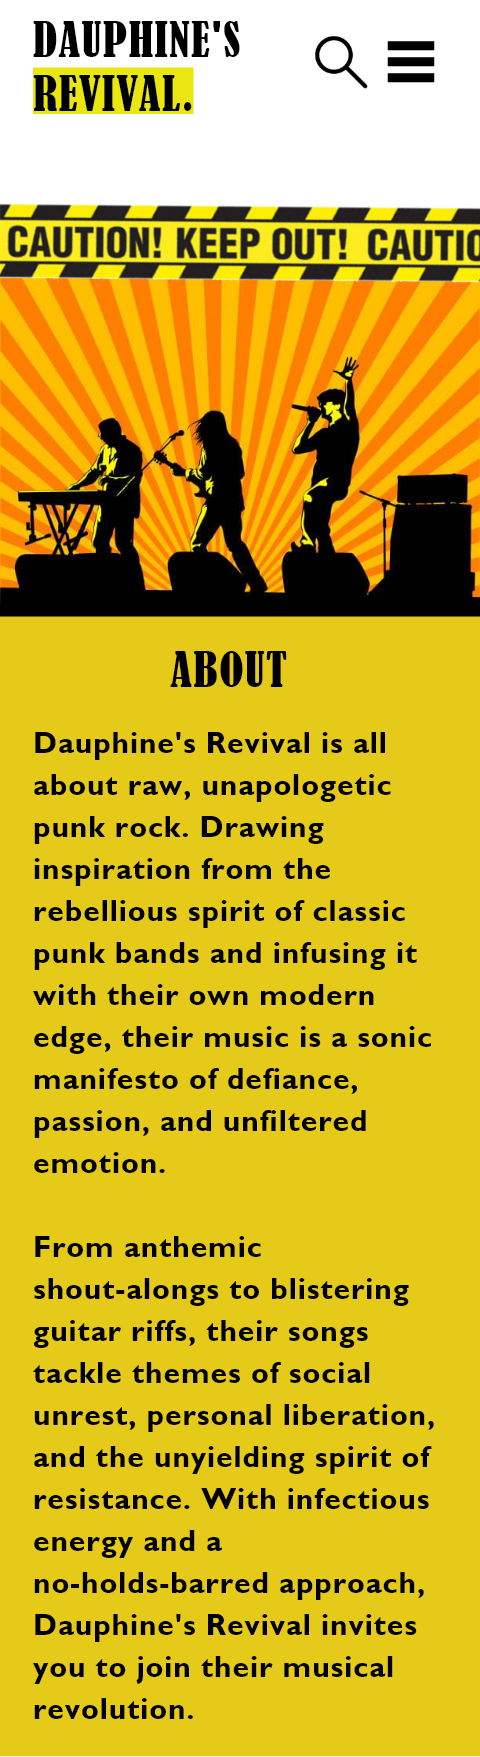 DAUPHINE'S
REVIVAL.
CAUTION! KEEP OUT! CAUTIO
ABOUT
Dauphine's Revival is all
about raw, unapologetic
punk rock. Drawing
inspiration from the
rebellious spirit of classic
punk bands and infusing it
with their own modern
edge, their music is a sonic
manifesto of defiance,
passion, and unfiltered
emotion.
From anthemic
shout-alongs to blistering
guitar riffs, their songs
tackle themes of social
unrest, personal liberation,
and the unyielding spirit of
resistance. With infectious
energy and a
no-holds-barred approach,
Dauphine's Revival invites
you to join their musical
revolution.